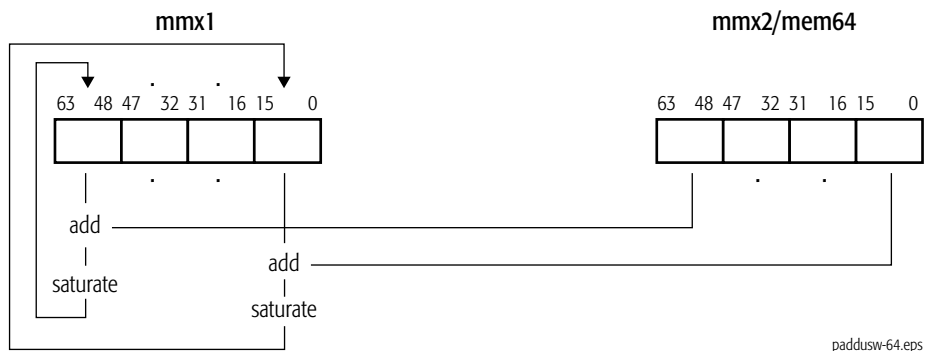 mmx1 mmx2/mem64
. . 
63 48 47 32 31 16 15 0 63 48 47 32 31 16 15 0
. . . .
add
add
saturate
saturate
paddusw-64.eps